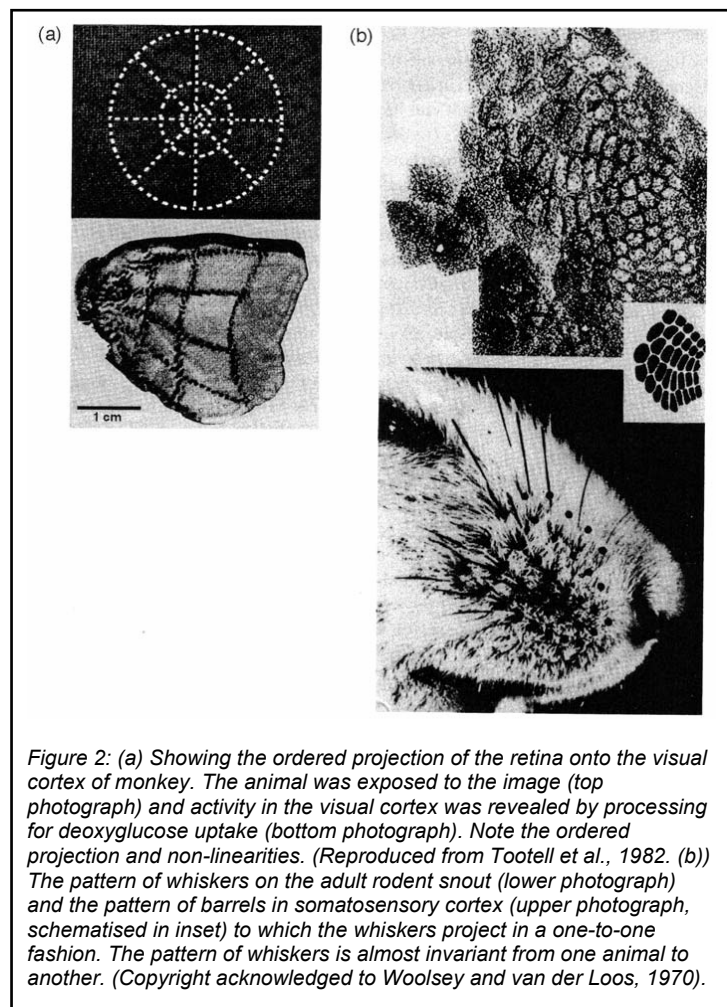 (a)
(b)
1 cm
Figure 2: (a) Showing the ordered projection of the retina onto the visual
cortex of monkey. The animal was exposed to the image (top
photograph) and activity in the visual cortex was revealed by processing
for deoxyglucose uptake (bottom photograph). Note the ordered
projection and non-linearities. (Reproduced from Tootell et al., 1982. (b))
The pattern of whiskers on the adult rodent snout (lower photograph)
and the pattern of barrels in somatosensory cortex (upper photograph,
schematised in inset) to which the whiskers project in a one-to-one
fashion. The pattern of whiskers is almost invariant from one animal to
another. (Copyright acknowledged to Woolsey and van der Loos, 1970).